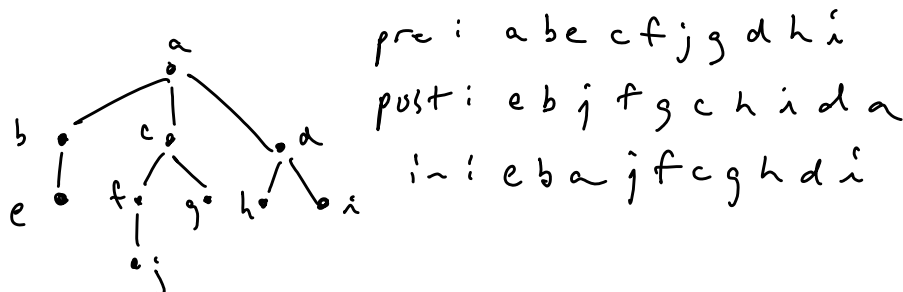 pre: a b e c f j g d h i
post: e b j f g c h i d a
in: e b a j f c g h d i
a
b c d
e f g h i
j